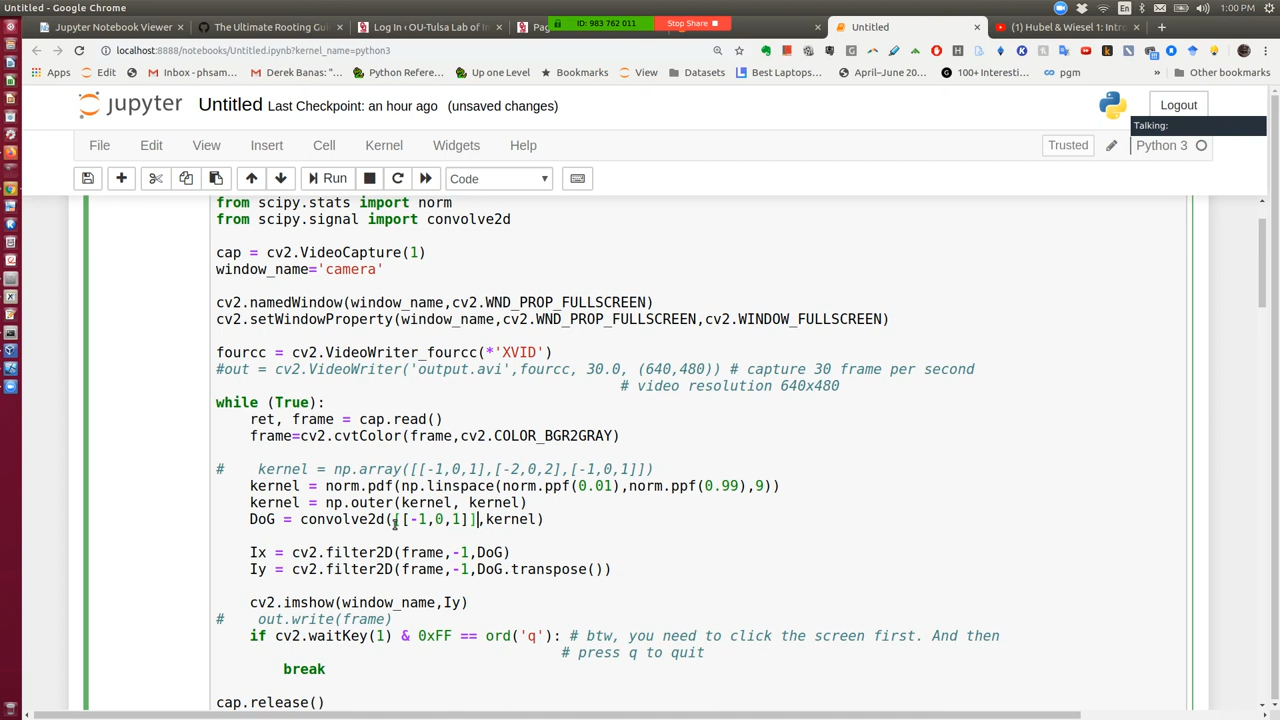 Untitled - Google Chrome
En
1:00 PM
Jupyter Notebook Viewer
The Ultimate Rooting Gui
Log In ‹ OU-Tulsa Lab of In
Pag
ID: 983 762 011
Stop Share
Untitled
(1) Hubel & Wiesel 1: Intro
localhost:8888/notebooks/Untitled.ipynb?kernel_name=python3
Apps
Edit
Inbox - phsam...
Derek Banas: "...
Python Refere...
Up one Level
Bookmarks
View
Datasets
Best Laptops...
April–June 20...
100+ Interesti...
pgm
»
Other bookmarks
jupyter
Untitled
Last Checkpoint: an hour ago
(unsaved changes)
Logout
Talking:
File
Edit
View
Insert
Cell
Kernel
Widgets
Help
Trusted
Python 3
Run
Code
from scipy.stats import norm
from scipy.signal import convolve2d
cap = cv2.VideoCapture(1)
window_name='camera'
cv2.namedWindow(window_name,cv2.WND_PROP_FULLSCREEN)
cv2.setWindowProperty(window_name,cv2.WND_PROP_FULLSCREEN,cv2.WINDOW_FULLSCREEN)
fourcc = cv2.VideoWriter_fourcc(*'XVID')
#out = cv2.VideoWriter('output.avi',fourcc, 30.0, (640,480)) # capture 30 frame per second
# video resolution 640x480
while (True):
ret, frame = cap.read()
frame=cv2.cvtColor(frame,cv2.COLOR_BGR2GRAY)
#    kernel = np.array([[-1,0,1],[-2,0,2],[-1,0,1]])
kernel = norm.pdf(np.linspace(norm.ppf(0.01),norm.ppf(0.99),9))
kernel = np.outer(kernel, kernel)
DoG = convolve2d([[-1,0,1]],kernel)
Ix = cv2.filter2D(frame,-1,DoG)
Iy = cv2.filter2D(frame,-1,DoG.transpose())
cv2.imshow(window_name,Iy)
#    out.write(frame)
if cv2.waitKey(1) & 0xFF == ord('q'): # btw, you need to click the screen first. And then
# press q to quit
break
cap.release()